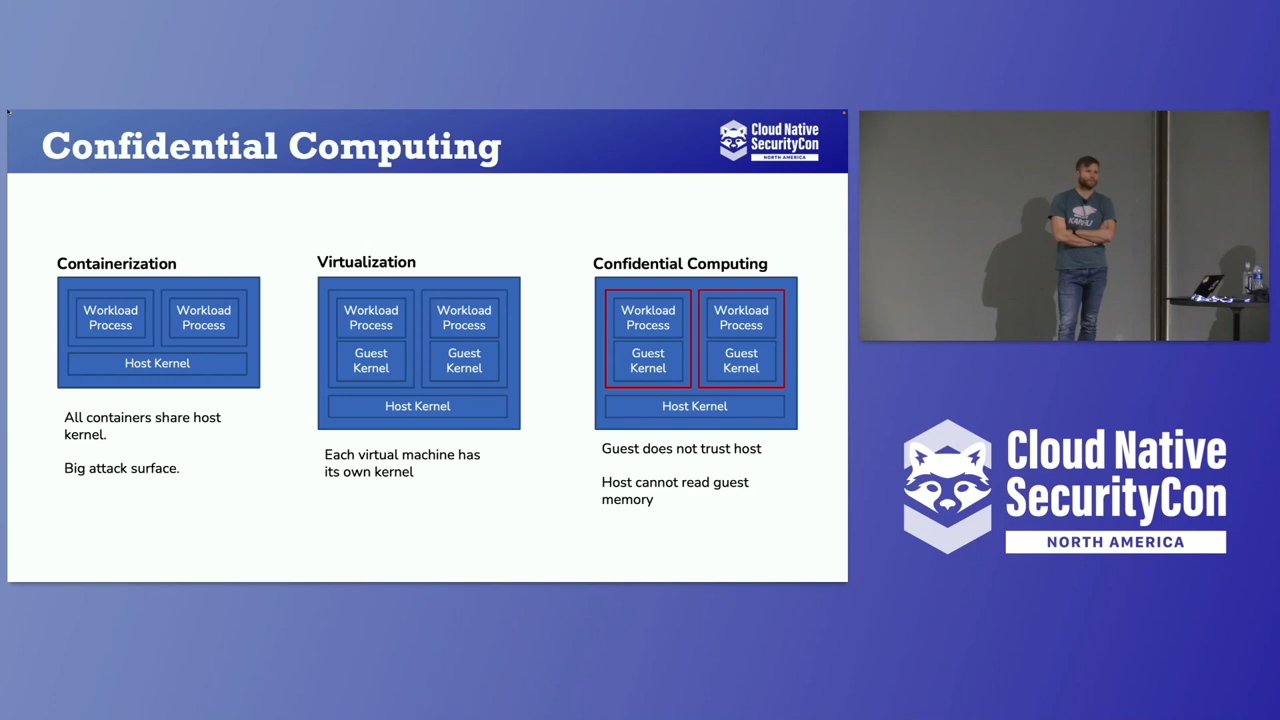 Confidential Computing
Cloud Native
SecurityCon
NORTH AMERICA
Containerization
Workload
Process
Workload
Process
Host Kernel
All containers share host
kernel.
Big attack surface.
Virtualization
Workload
Process
Workload
Process
Guest
Kernel
Guest
Kernel
Host Kernel
Each virtual machine has
its own kernel
Confidential Computing
Workload
Process
Workload
Process
Guest
Kernel
Guest
Kernel
Host Kernel
Guest does not trust host
Host cannot read guest
memory
Cloud Native
SecurityCon
NORTH AMERICA